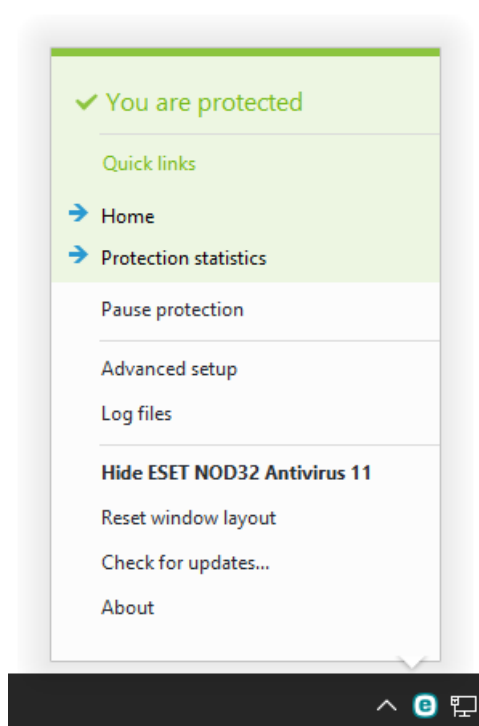 You are protected
Quick links
Home
Protection statistics
Pause protection
Advanced setup
Log files
Hide ESET NOD32 Antivirus 11
Reset window layout
Check for updates...
About
e